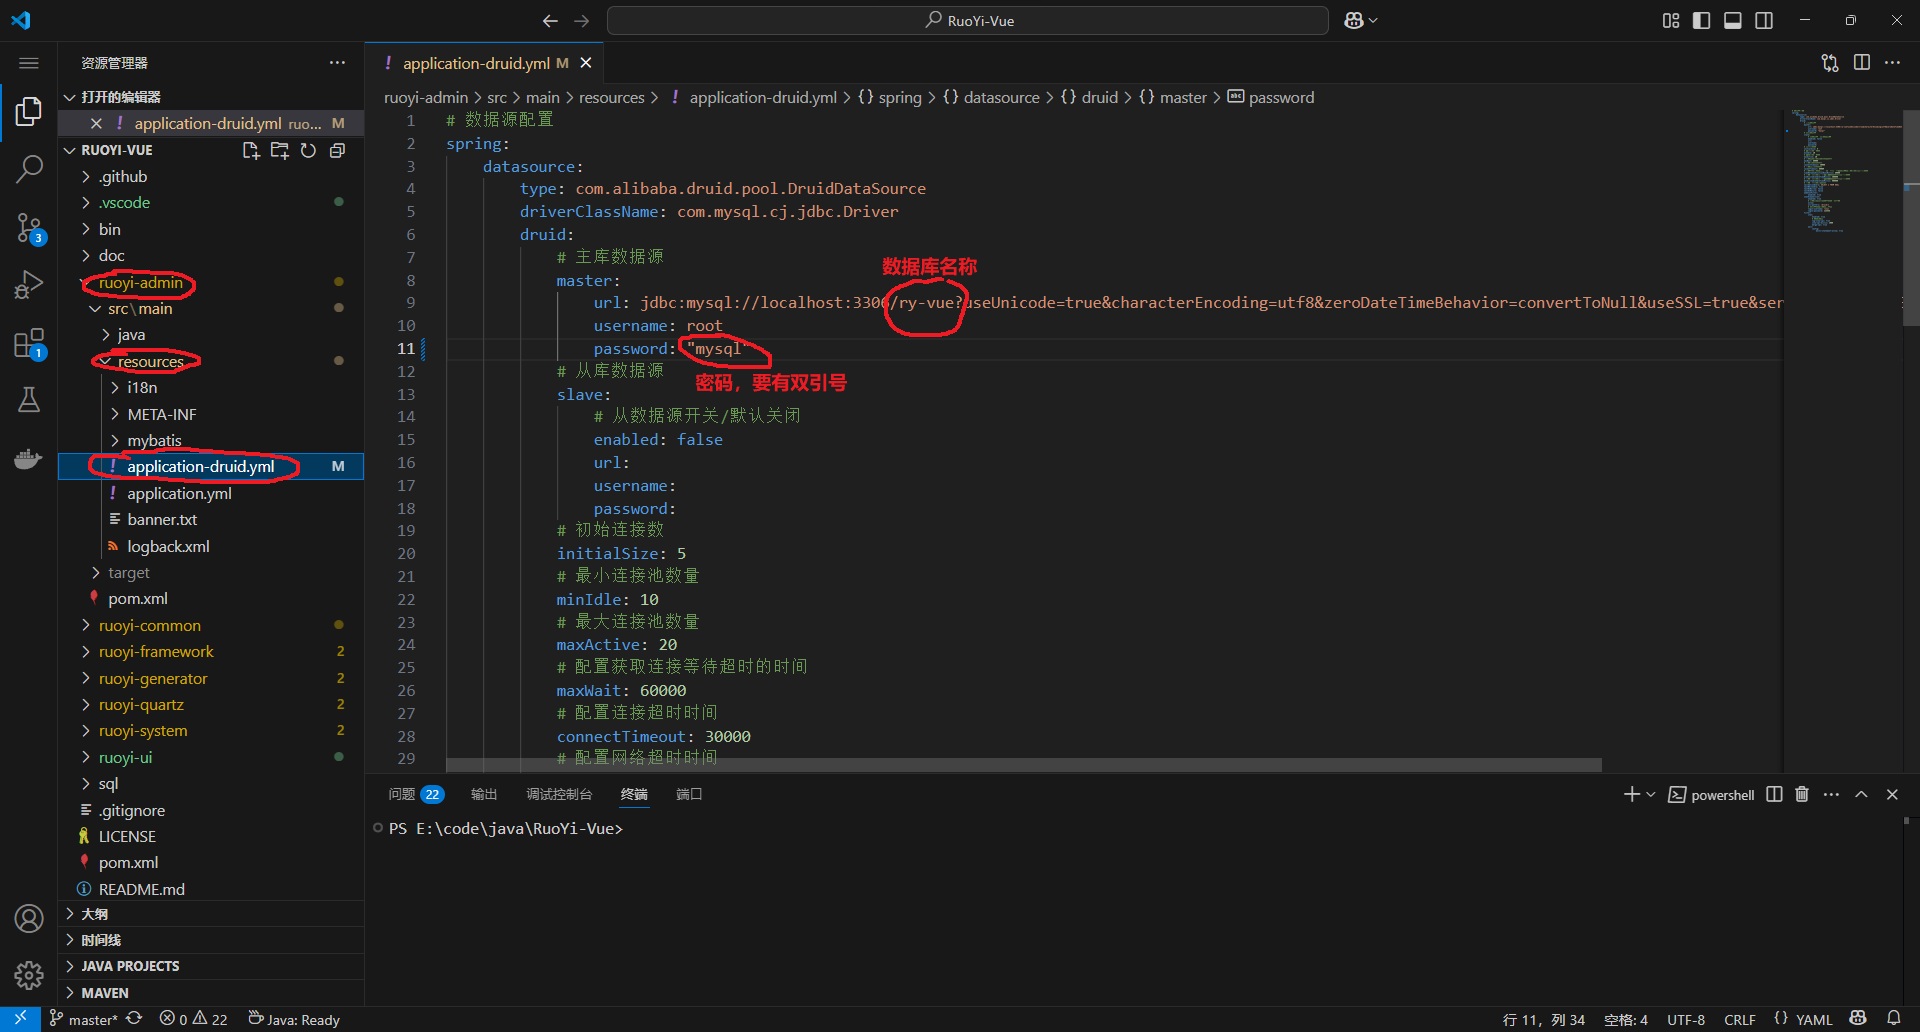 RuoYi-Vue
资源管理器
打开的编辑器
application-druid.yml ruo... M
RUOYI-VUE
.github
.vscode
bin
doc
ruoyi-admin
src\main
java
resources
i18n
META-INF
mybatis
application-druid.yml M
application.yml
banner.txt
logback.xml
target
pom.xml
ruoyi-common
ruoyi-framework 2
ruoyi-generator 2
ruoyi-quartz 2
ruoyi-system 2
ruoyi-ui
sql
.gitignore
LICENSE
pom.xml
README.md
大纲
时间线
JAVA PROJECTS
MAVEN
3
1
application-druid.yml M
ruoyi-admin > src > main > resources > ! application-druid.yml > {} spring > {} datasource > {} druid > {} master > abc password
1 # 数据源配置
2 spring:
3 datasource:
4 type: com.alibaba.druid.pool.DruidDataSource
5 driverClassName: com.mysql.cj.jdbc.Driver
6 druid:
7 # 主库数据源
数据库名称
8 master:
9 url: jdbc:mysql://localhost:3306/ry-vue?useUnicode=true&characterEncoding=utf8&zeroDateTimeBehavior=convertToNull&useSSL=true&ser
10 username: root
11 password: "mysql"
12 # 从库数据源
密码，要有双引号
13 slave:
14 # 从数据源开关/默认关闭
15 enabled: false
16 url:
17 username:
18 password:
19 # 初始连接数
20 initialSize: 5
21 # 最小连接池数量
22 minIdle: 10
23 # 最大连接池数量
24 maxActive: 20
25 # 配置获取连接等待超时的时间
26 maxWait: 60000
27 # 配置连接超时时间
28 connectTimeout: 30000
29 # 配置网络超时时间
问题 22 输出 调试控制台 终端 端口
powershell
PS E:\code\java\RuoYi-Vue>
master* 0 22 Java: Ready
行 11，列 34 空格: 4 UTF-8 CRLF {} YAML